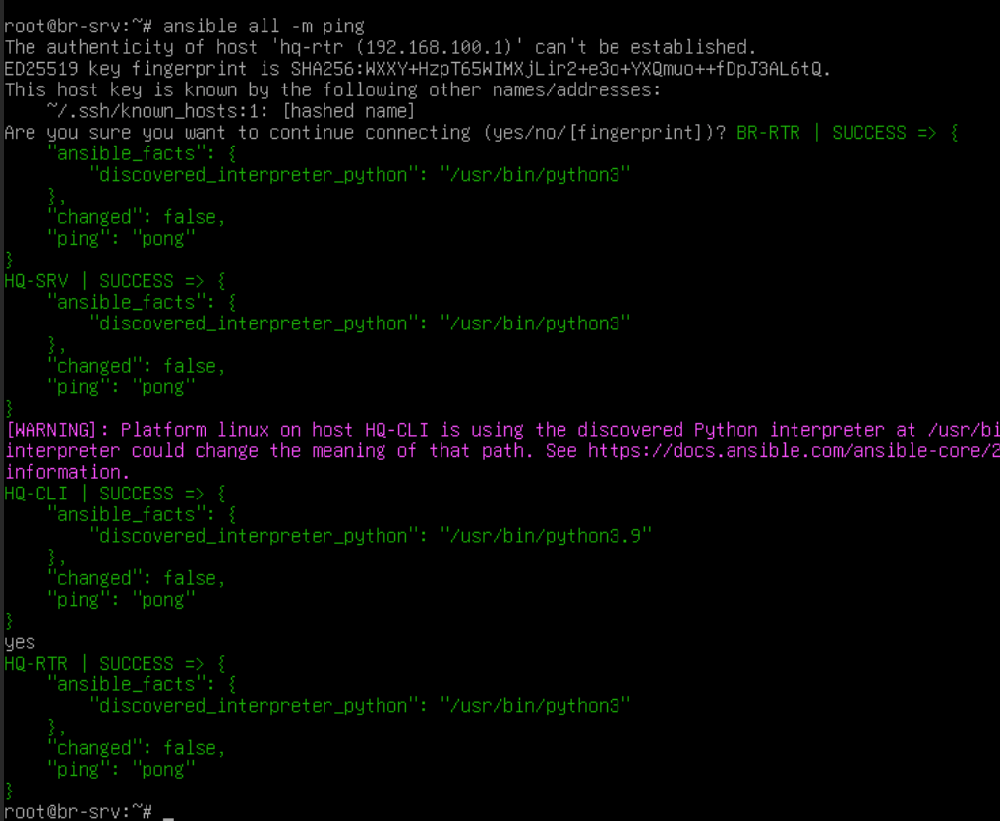 root@br-srv:~# ansible all -m ping
The authenticity of host 'hq-rtr (192.168.100.1)' can't be established.
ED25519 key fingerprint is SHA256:WXXY+HzpT65WIMXjLir2+e3o+YXQmuo++fDpJ3AL6tQ.
This host key is known by the following other names/addresses:
    ~/.ssh/known_hosts:1: [hashed name]
Are you sure you want to continue connecting (yes/no/[fingerprint])? BR-RTR | SUCCESS => {
    "ansible_facts": {
        "discovered_interpreter_python": "/usr/bin/python3"
    },
    "changed": false,
    "ping": "pong"
}
HQ-SRV | SUCCESS => {
    "ansible_facts": {
        "discovered_interpreter_python": "/usr/bin/python3"
    },
    "changed": false,
    "ping": "pong"
}
[WARNING]: Platform linux on host HQ-CLI is using the discovered Python interpreter at /usr/bi
interpreter could change the meaning of that path. See https://docs.ansible.com/ansible-core/2
information.
HQ-CLI | SUCCESS => {
    "ansible_facts": {
        "discovered_interpreter_python": "/usr/bin/python3.9"
    },
    "changed": false,
    "ping": "pong"
}
yes
HQ-RTR | SUCCESS => {
    "ansible_facts": {
        "discovered_interpreter_python": "/usr/bin/python3"
    },
    "changed": false,
    "ping": "pong"
}
root@br-srv:~# _